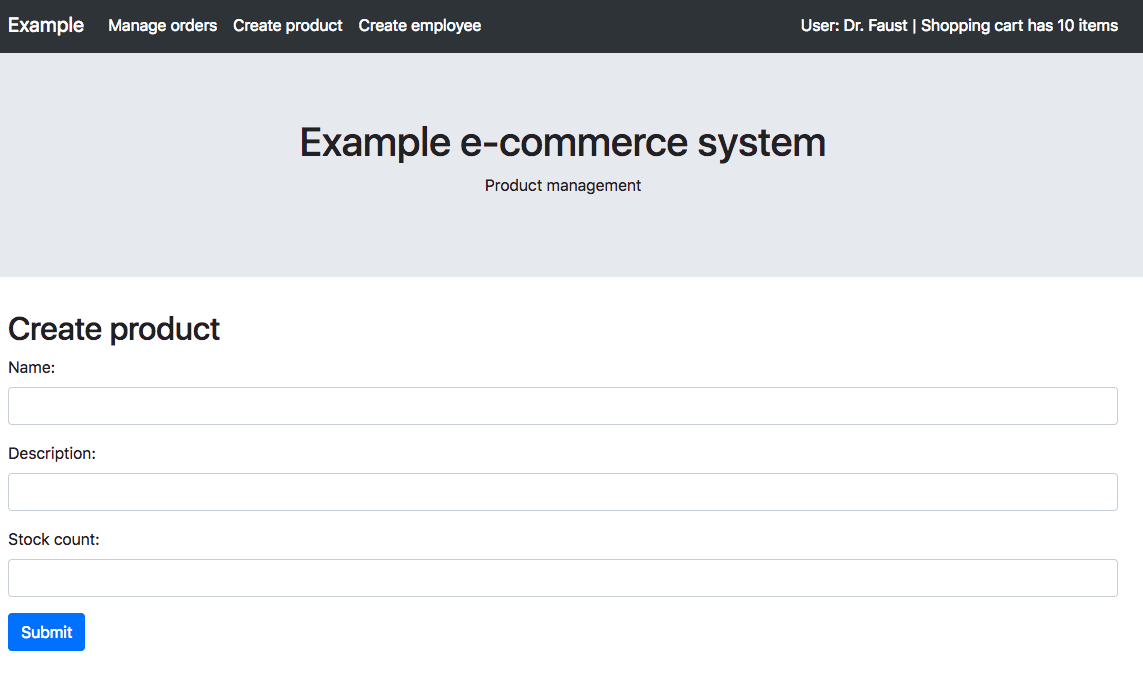 Example Manage orders Create product Create employee User: Dr. Faust | Shopping cart has 10 items
Example e-commerce system
Product management
Create product
Name:
Description:
Stock count:
Submit